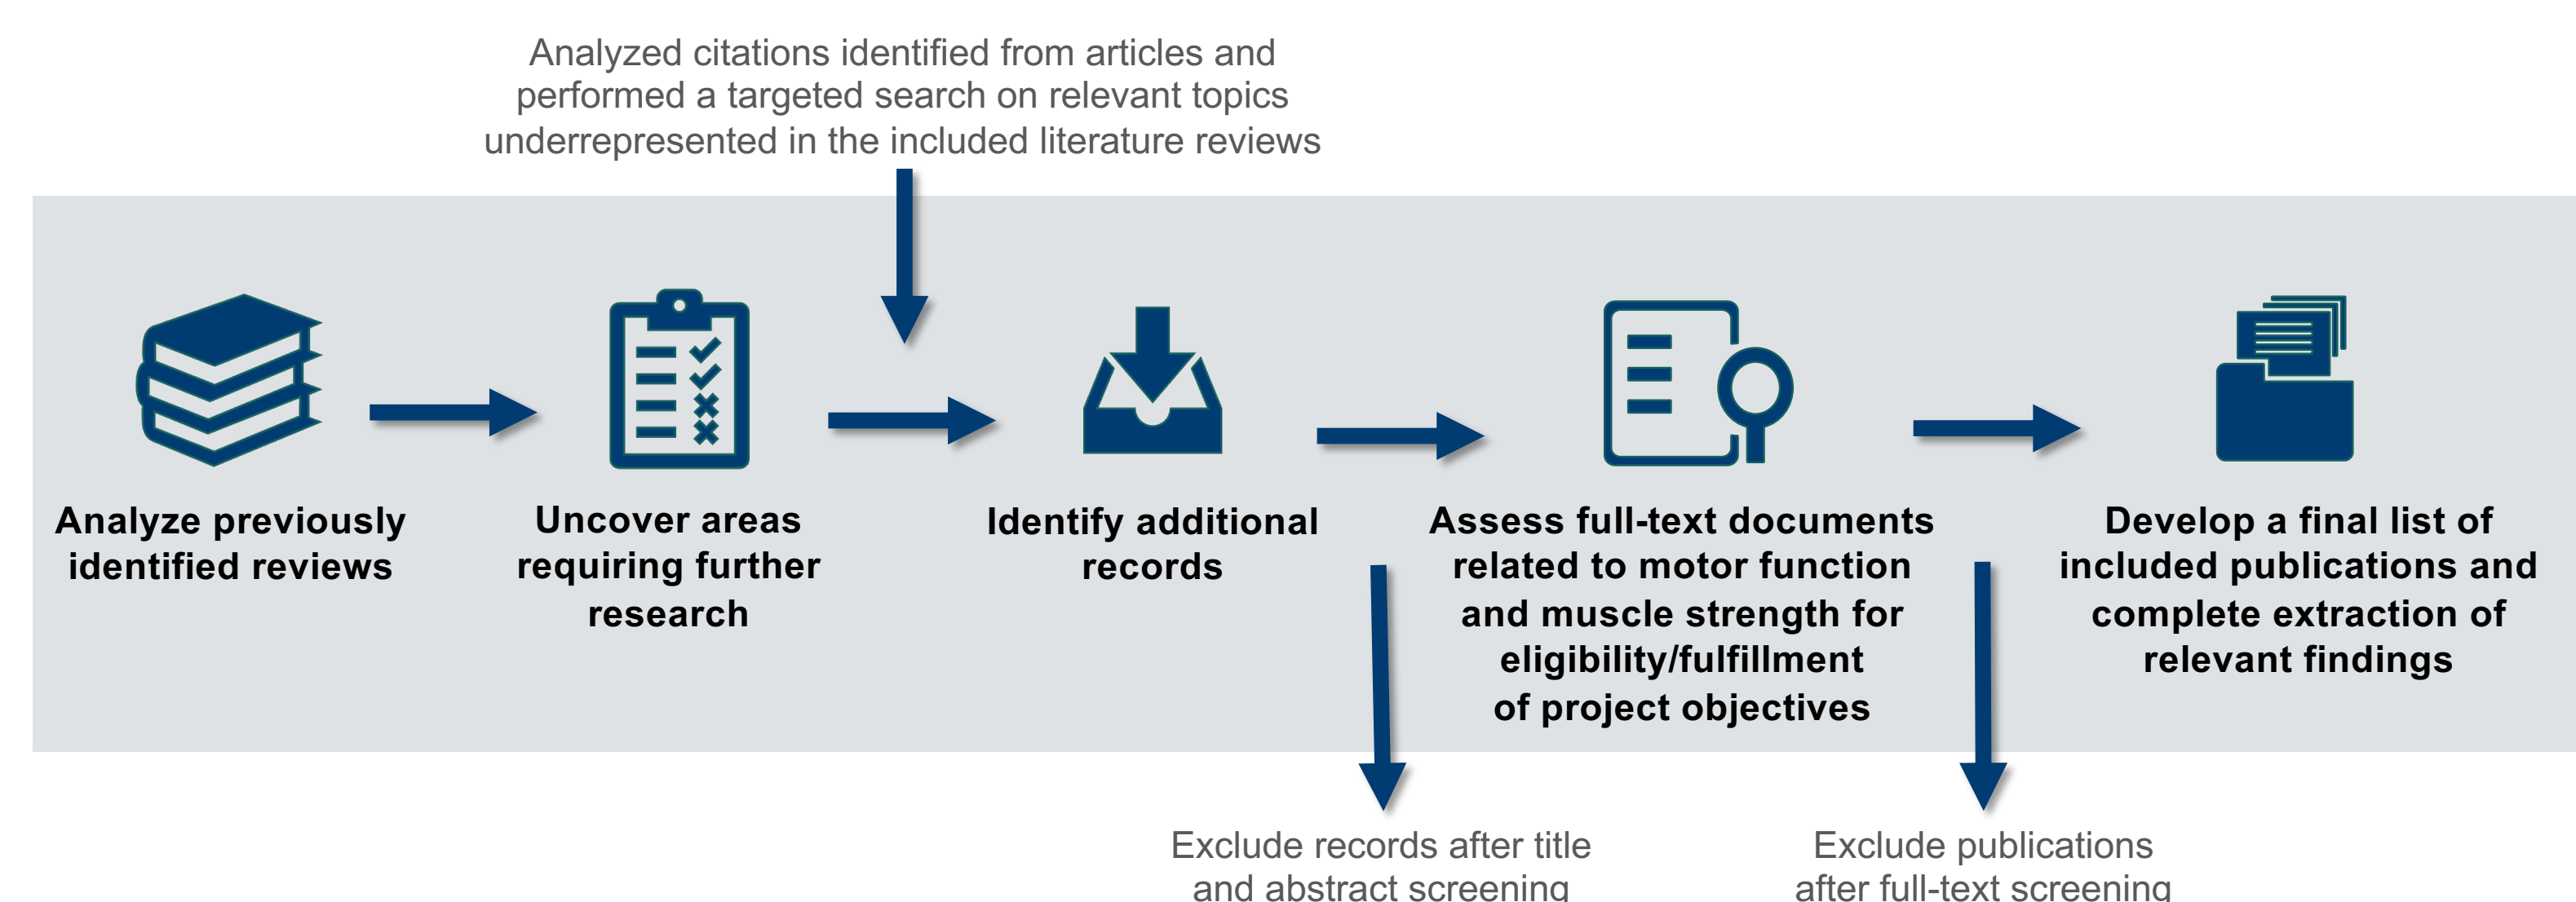 Analyzed citations identified from articles and
performed a targeted search on relevant topics
underrepresented in the included literature reviews
Analyze previously
identified reviews
Uncover areas
requiring further
research
Identify additional
records
Assess full-text documents
related to motor function
and muscle strength for
eligibility/fulfillment
of project objectives
Develop a final list of
included publications and
complete extraction of
relevant findings
Exclude records after title
and abstract screening
Exclude publications
after full-text screening